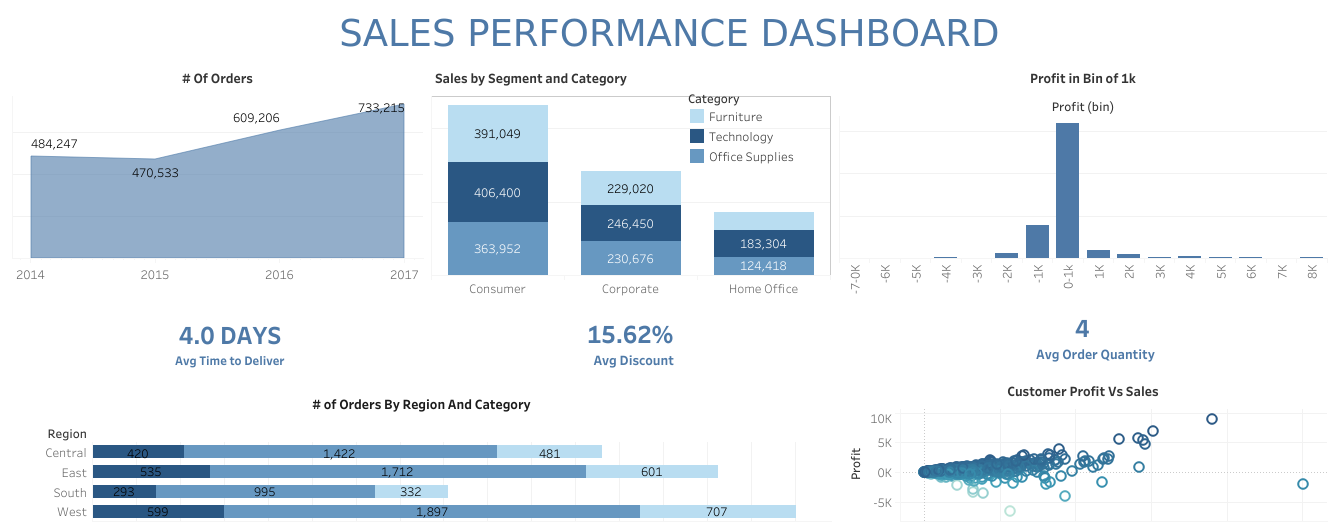 SALES PERFORMANCE DASHBOARD
# Of Orders
484,247
470,533
609,206
733,215
2014
2015
2016
2017
Sales by Segment and Category
Category
Furniture
Technology
Office Supplies
391,049
406,400
363,952
229,020
246,450
230,676
183,304
124,418
Consumer
Corporate
Home Office
Profit in Bin of 1k
Profit (bin)
-7-0K
-6K
-5K
-4K
-3K
-2K
-1K
0-1k
1K
2K
3K
4K
5K
6K
7K
8K
4.0 DAYS
Avg Time to Deliver
15.62%
Avg Discount
4
Avg Order Quantity
# of Orders By Region And Category
Region
Central
420
1,422
481
East
535
1,712
601
South
293
995
332
West
599
1,897
707
Customer Profit Vs Sales
Profit
10K
5K
0K
-5K